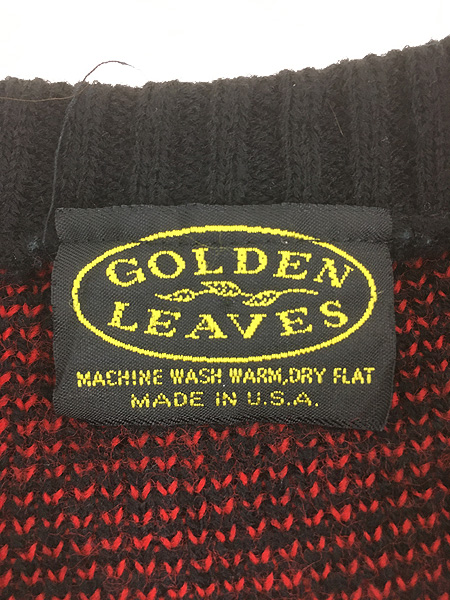 GOLDEN
LEAVES
MACHINE WASH WARM, DRY FLAT
MADE IN U.S.A.